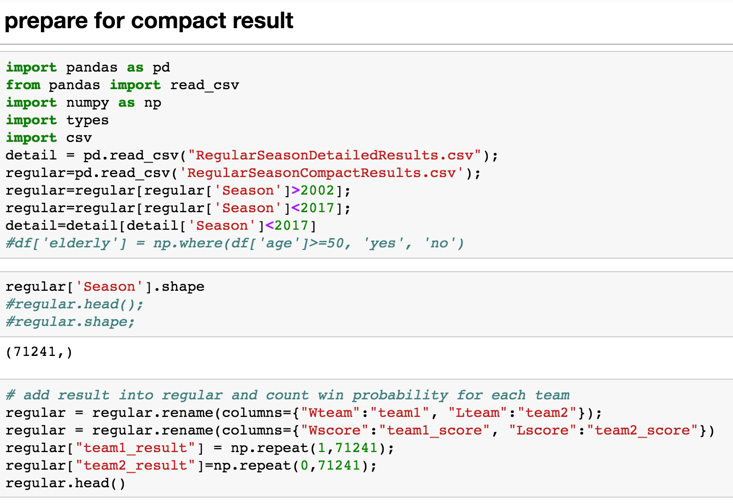 prepare for compact result
import pandas as pd
from pandas import read_csv
import numpy as np
import types
import csv
detail = pd.read_csv("RegularSeasonDetailedResults.csv");
regular=pd.read_csv('RegularSeasonCompactResults.csv');
regular=regular[regular['Season']>2002];
regular=regular[regular['Season']<2017];
detail=detail[detail['Season']<2017]
#df['elderly'] = np.where(df['age']>=50, 'yes', 'no')
regular['Season'].shape
#regular.head();
#regular.shape;
(71241,)
# add result into regular and count win probability for each team
regular = regular.rename(columns={"Wteam":"team1", "Lteam":"team2"});
regular = regular.rename(columns={"Wscore":"team1_score", "Lscore":"team2_score"})
regular["team1_result"] = np.repeat(1,71241);
regular["team2_result"]=np.repeat(0,71241);
regular.head()